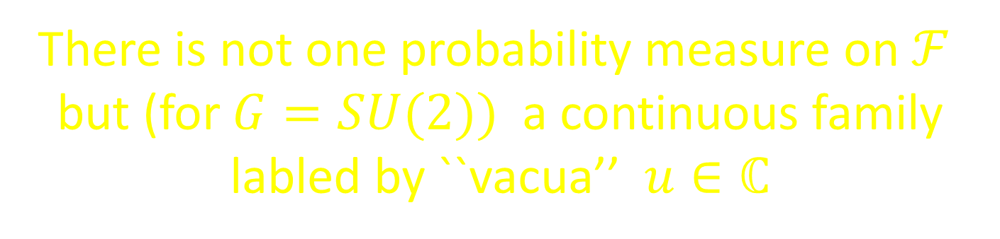 There is not one probability measure on ℱ
but (for 𝐺 = 𝑆𝑈(2)) a continuous family
labled by ``vacua’’ 𝑢 ∈ ℂ